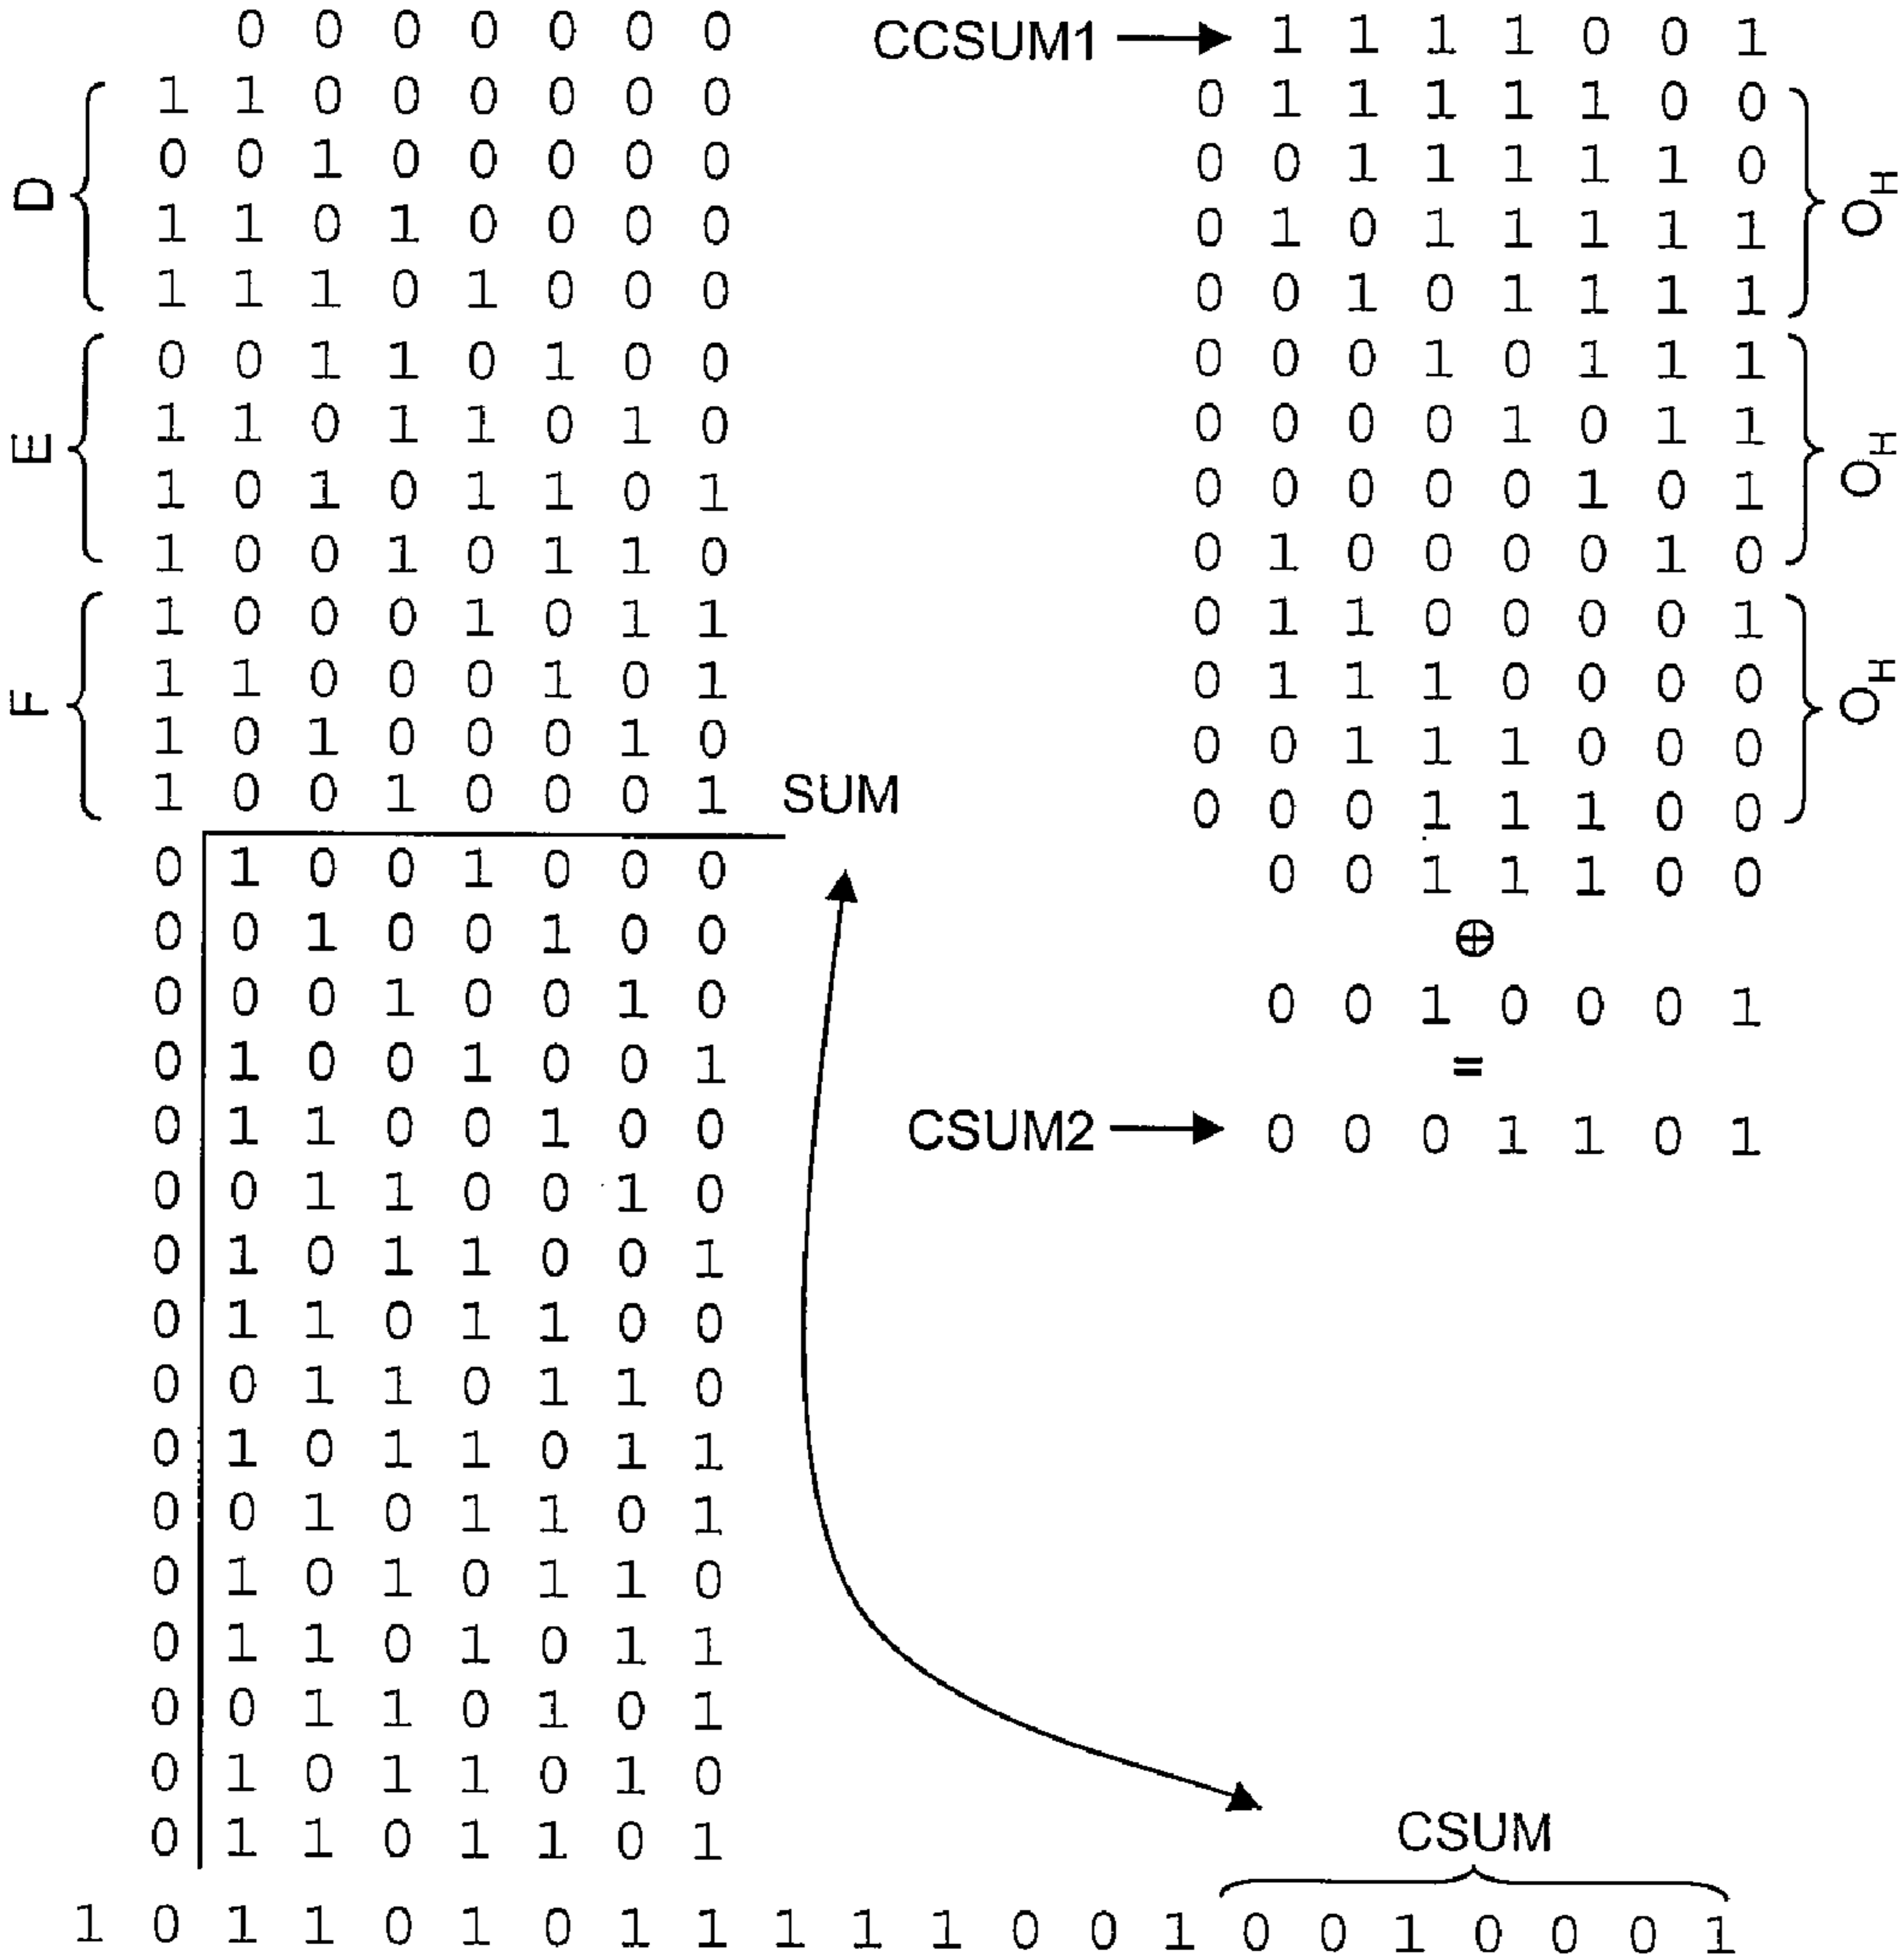 0 0 0 0 0 0 0
D
1 1 0 0 0 0 0 0
0 0 1 0 0 0 0 0
1 1 0 1 0 0 0 0
1 1 1 0 1 0 0 0
E
0 0 1 1 0 1 0 0
1 1 0 1 1 0 1 0
1 0 1 0 1 1 0 1
1 0 0 1 0 1 1 0
F
1 0 0 0 1 0 1 1
1 1 0 0 0 1 0 1
1 0 1 0 0 0 1 0
1 0 0 1 0 0 0 1
SUM
0 1 0 0 1 0 0 0
0 0 1 0 0 1 0 0
0 0 0 1 0 0 1 0
0 1 0 0 1 0 0 1
0 1 1 0 0 1 0 0
0 0 1 1 0 0 1 0
0 1 0 1 1 0 0 1
0 1 1 0 1 1 0 0
0 0 1 1 0 1 1 0
0 1 0 1 1 0 1 1
0 0 1 0 1 1 0 1
0 1 0 1 0 1 1 0
0 1 1 0 1 0 1 1
0 0 1 1 0 1 0 1
0 1 0 1 1 0 1 0
0 1 1 0 1 1 0 1
CCSUM1 → 1 1 1 1 0 0 1
0 1 1 1 1 1 0 0
0 0 1 1 1 1 1 0
0 1 0 1 1 1 1 1
0 0 1 0 1 1 1 1
OH
0 0 0 1 0 1 1 1
0 0 0 0 1 0 1 1
0 0 0 0 0 1 0 1
0 1 0 0 0 0 1 0
OH
0 1 1 0 0 0 0 1
0 1 1 1 0 0 0 0
0 0 1 1 1 0 0 0
0 0 0 1 1 1 0 0
OH
0 0 1 1 1 0 0
⊕
0 0 1 0 0 0 1
=
CSUM2 → 0 0 0 1 1 0 1
CSUM
1 0 1 1 0 1 0 1 1 1 1 1 0 0 1 0 0 1 0 0 0 1